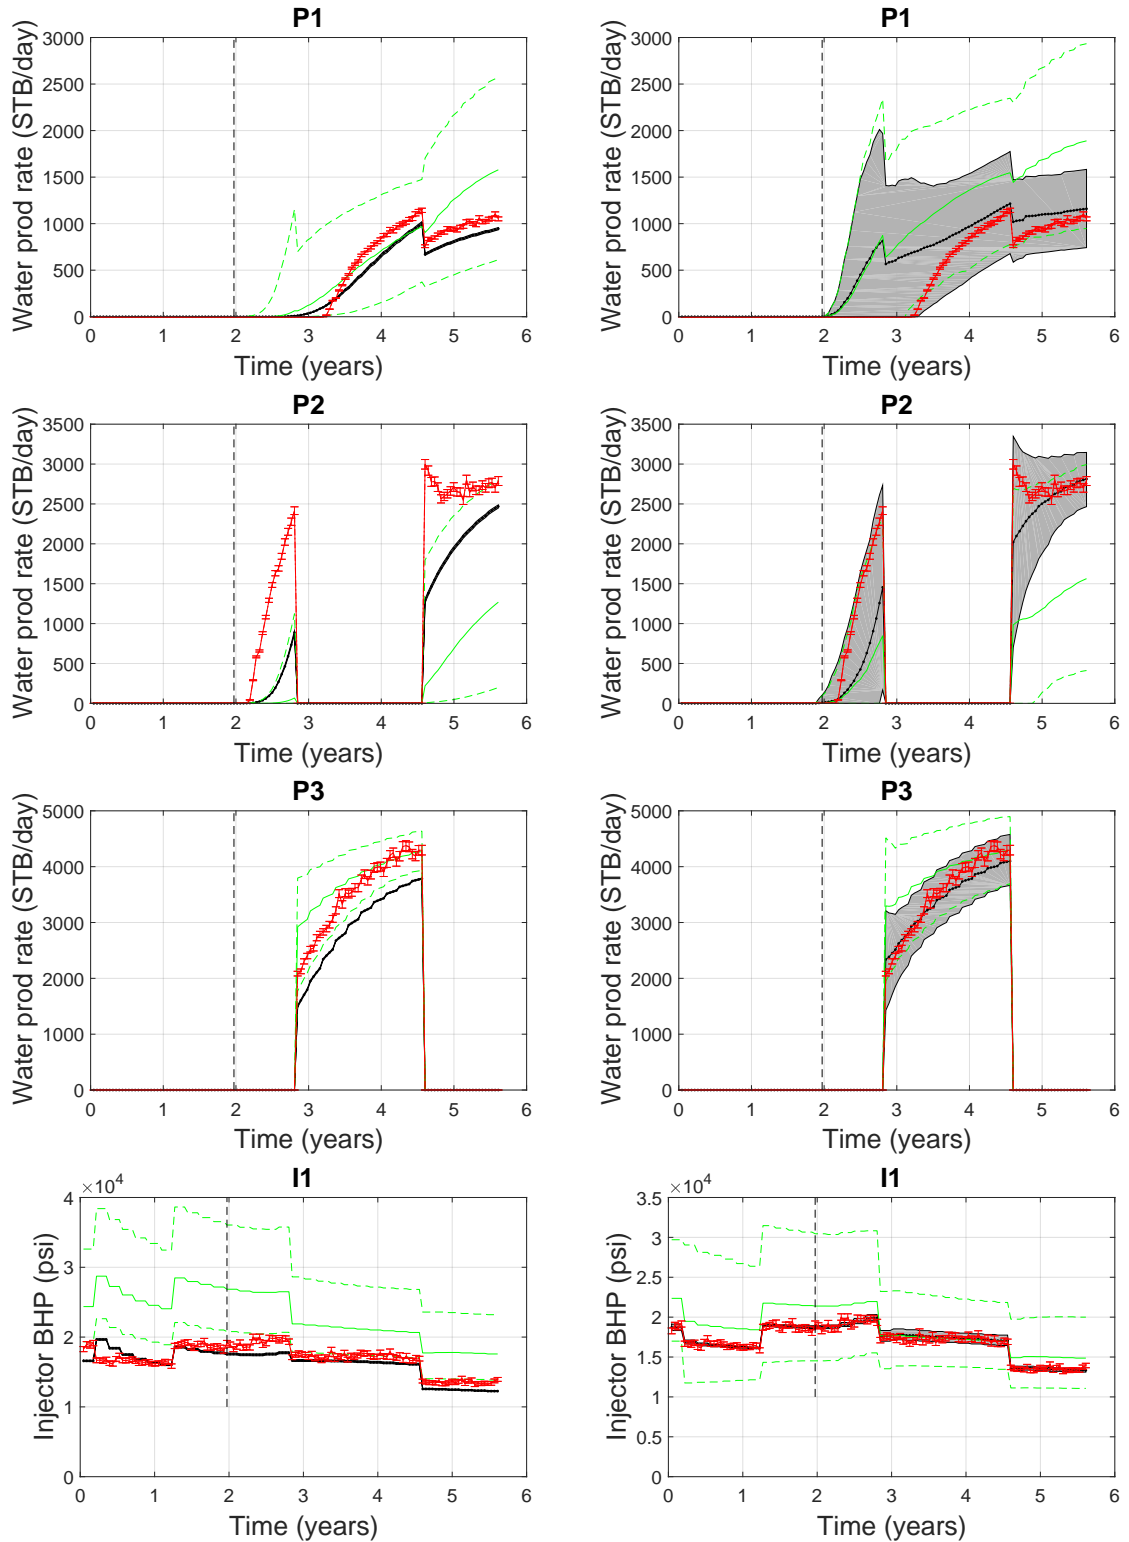 P1
P1
Water prod rate (STB/day)
3000
2500
2000
1500
1000
500
0
0 1 2 3 4 5 6
Time (years)
Water prod rate (STB/day)
3000
2500
2000
1500
1000
500
0
0 1 2 3 4 5 6
Time (years)
P2
P2
Water prod rate (STB/day)
3500
3000
2500
2000
1500
1000
500
0
0 1 2 3 4 5 6
Time (years)
Water prod rate (STB/day)
3500
3000
2500
2000
1500
1000
500
0
0 1 2 3 4 5 6
Time (years)
P3
P3
Water prod rate (STB/day)
5000
4000
3000
2000
1000
0
0 1 2 3 4 5 6
Time (years)
Water prod rate (STB/day)
5000
4000
3000
2000
1000
0
0 1 2 3 4 5 6
Time (years)
I1
I1
×10⁴
Injector BHP (psi)
4
3
2
1
0
0 1 2 3 4 5 6
Time (years)
×10⁴
Injector BHP (psi)
3.5
3
2.5
2
1.5
1
0.5
0
0 1 2 3 4 5 6
Time (years)